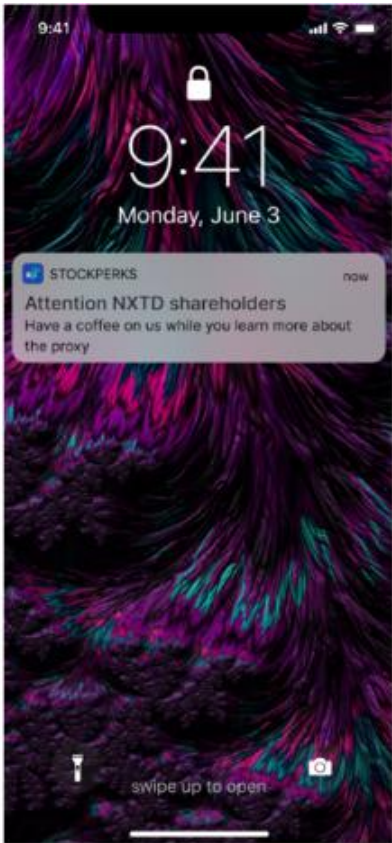 9:41
9:41
Monday, June 3
STOCKPERKS now
Attention NXTD shareholders
Have a coffee on us while you learn more about
the proxy
swipe up to open